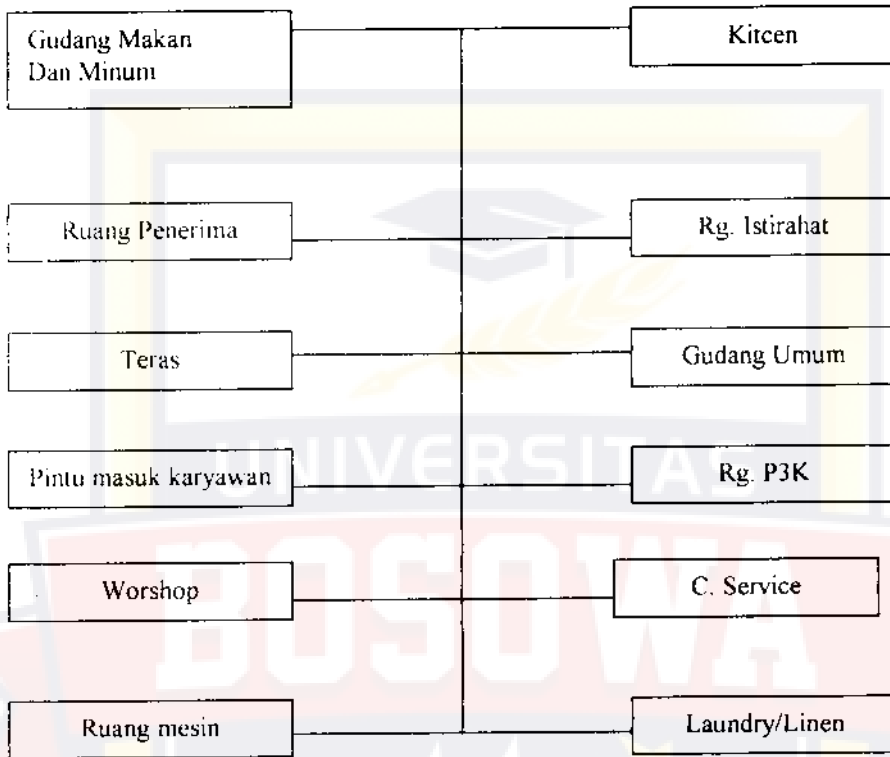 Gudang Makan
Dan Minum
Kitcen
Ruang Penerima
Rg. Istirahat
Teras
Gudang Umum
Pintu masuk karyawan
Rg. P3K
Worshop
C. Service
Ruang mesin
Laundry/Linen
UNIVERSITAS
BOSOWA